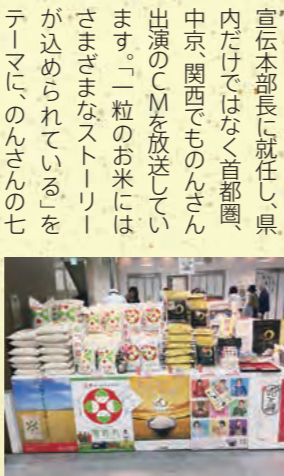 宣伝本部長に就任し、県
内だけではなく首都圏、
中京、関西でものんさん
出演のCMを放送してい
ます。「一粒のお米には
さまざまなストーリー
が込められている」を
テーマに、のんさんの七